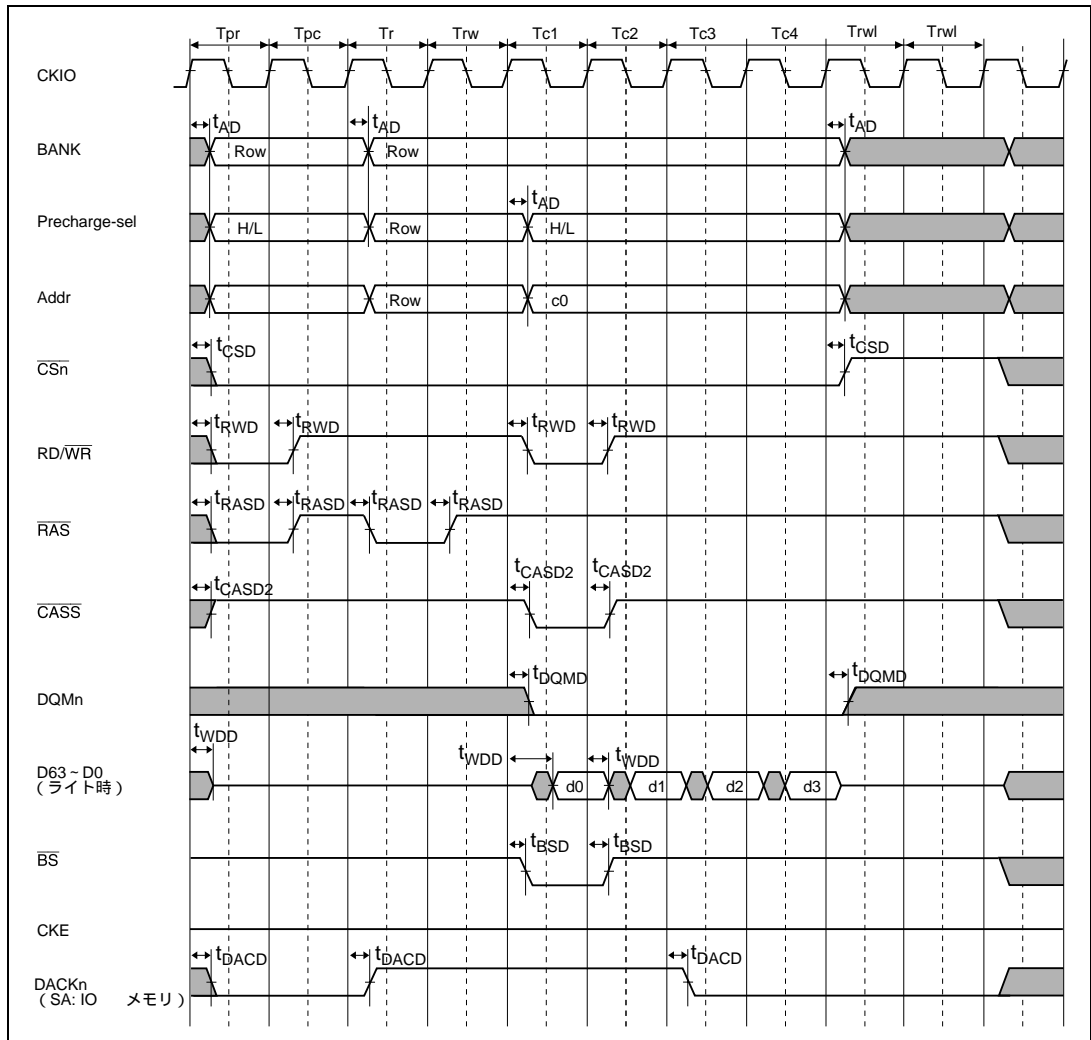 Tpr Tpc Tr Trw Tc1 Tc2 Tc3 Tc4 Trwl Trwl
CKIO
tAD tAD tAD
BANK Row Row
tAD
Precharge-sel H/L Row H/L
Addr Row c0
tCSD tCSD
CSn
tRWD tRWD tRWD tRWD
RD/WR
tRASD tRASD tRASD tRASD
RAS
tCASD2 tCASD2 tCASD2
CASS
tDQMD tDQMD
DQMn
tWDD tWDD tWDD
D63~D0 d0 d1 d2 d3
(ライト時)
tBSD tBSD
BS
CKE
tDACD tDACD tDACD
DACKn
(SA: IO メモリ)